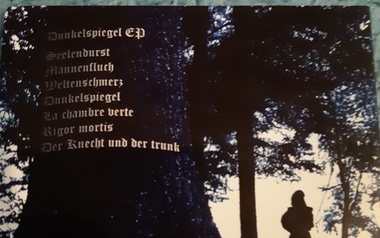 Dunkelspiegel EP
Seelendurst
Mannenfluch
Weltenschmerz
Dunkelspiegel
La chambre verte
Rigor mortis
Der Knecht und der trunk